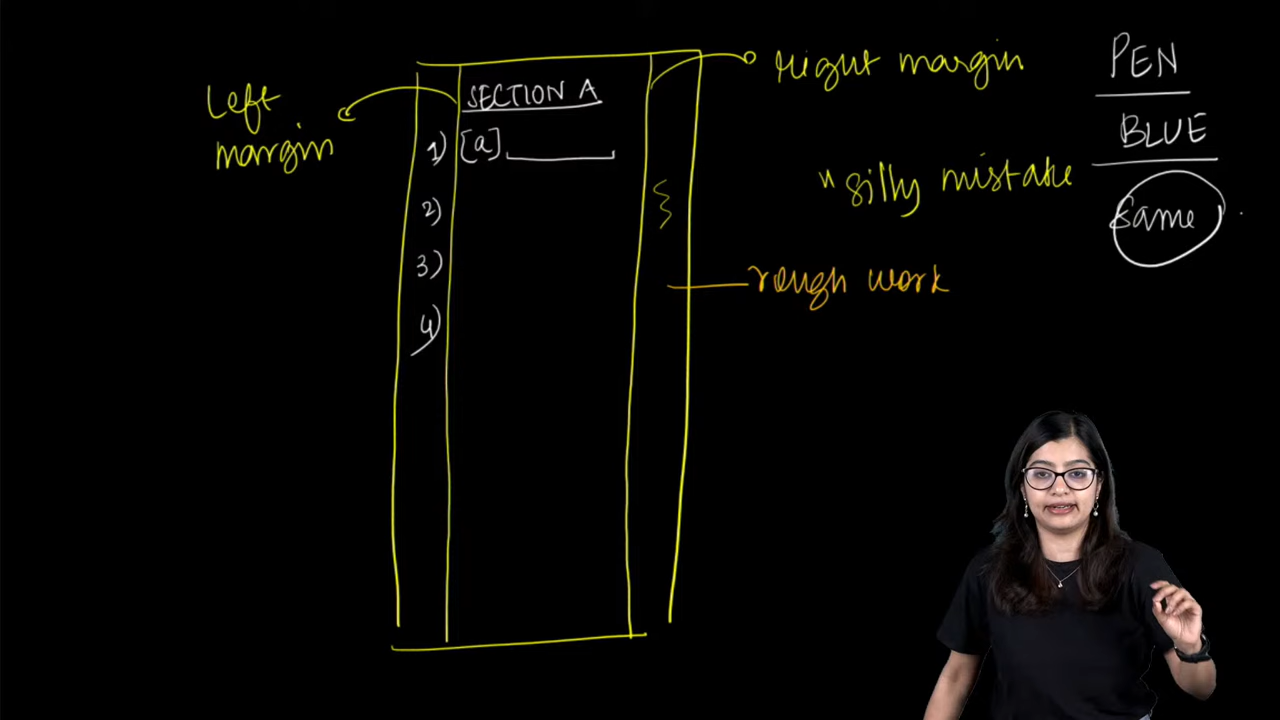 Left
margin
SECTION A
1) [a]
2)
3)
4)
Right margin
"silly mistake
rough work
PEN
BLUE
Same